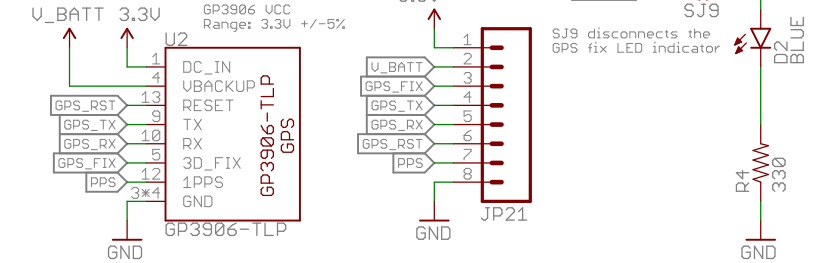 GP3906 VCC
Range: 3.3V +/-5%
V_BATT 3.3V
U2
1 DC_IN
4 VBACKUP
GPS_RST 13 RESET
GPS_TX 9 TX
GPS_RX 10 RX
GPS_FIX 5 3D_FIX
PPS 12 1PPS
3*4 GND
GP3906-TLP
GPS
GP3906-TLP
GND
1
V_BATT 2
GPS_FIX 3
GPS_TX 4
GPS_RX 5
GPS_RST 6
PPS 7
8
JP21
GND
SJ9
SJ9 disconnects the
GPS fix LED indicator
D2
BLUE
R4
330
GND